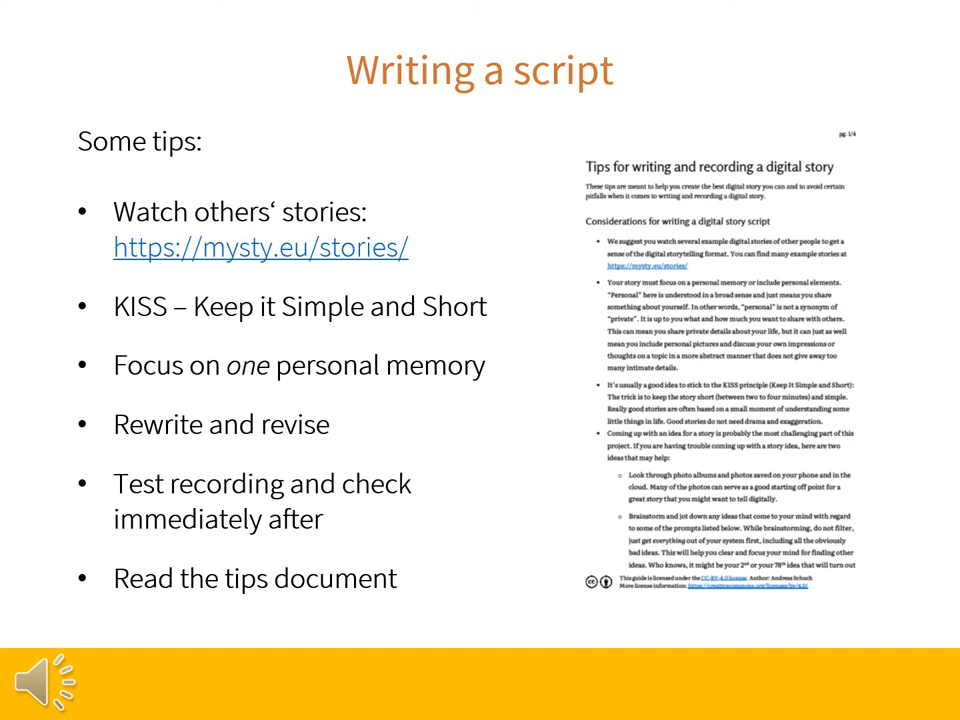 Writing a script
Some tips:
• Watch others‘ stories:
https://mysty.eu/stories/
• KISS – Keep it Simple and Short
• Focus on one personal memory
• Rewrite and revise
• Test recording and check
immediately after
• Read the tips document
pg. 1/4
Tips for writing and recording a digital story
These tips are meant to help you create the best digital story you can and to avoid certain
pitfalls when it comes to writing and recording a digital story.
Considerations for writing a digital story script
• We suggest you watch several example digital stories of other people to get a
sense of the digital storytelling format. You can find many example stories at
https://mysty.eu/stories/
• Your story must focus on a personal memory or include personal elements.
"Personal" here is understood in a broad sense and just means you share
something about yourself. In other words, "personal" is not a synonym of
"private". It is up to you what and how much you want to share with others.
This can mean you share private details about your life, but it can just as well
mean you include personal pictures and discuss your own impressions or
thoughts on a topic in a more abstract manner that does not give away too
many intimate details.
• It's usually a good idea to stick to the KISS principle (Keep It Simple and Short):
The trick is to keep the story short (between two to four minutes) and simple.
Really good stories are often based on a small moment of understanding some
little things in life. Good stories do not need drama and exaggeration.
• Coming up with an idea for a story is probably the most challenging part of this
project. If you are having trouble coming up with a story idea, here are two
ideas that may help:
o Look through photo albums and photos saved on your phone and in the
cloud. Many of the photos can serve as a good starting off point for a
great story that you might want to tell digitally.
o Brainstorm and jot down any ideas that come to your mind with regard
to some of the prompts listed below. While brainstorming, do not filter,
just get everything out of your system first, including all the obviously
bad ideas. This will help you clear and focus your mind for finding other
ideas. Who knows, it might be your 2nd or your 78th idea that will turn out
This guide is licensed under the CC-BY-4.0 license. Author: Andreas Schuch
More license information: https://creativecommons.org/licenses/by/4.0/